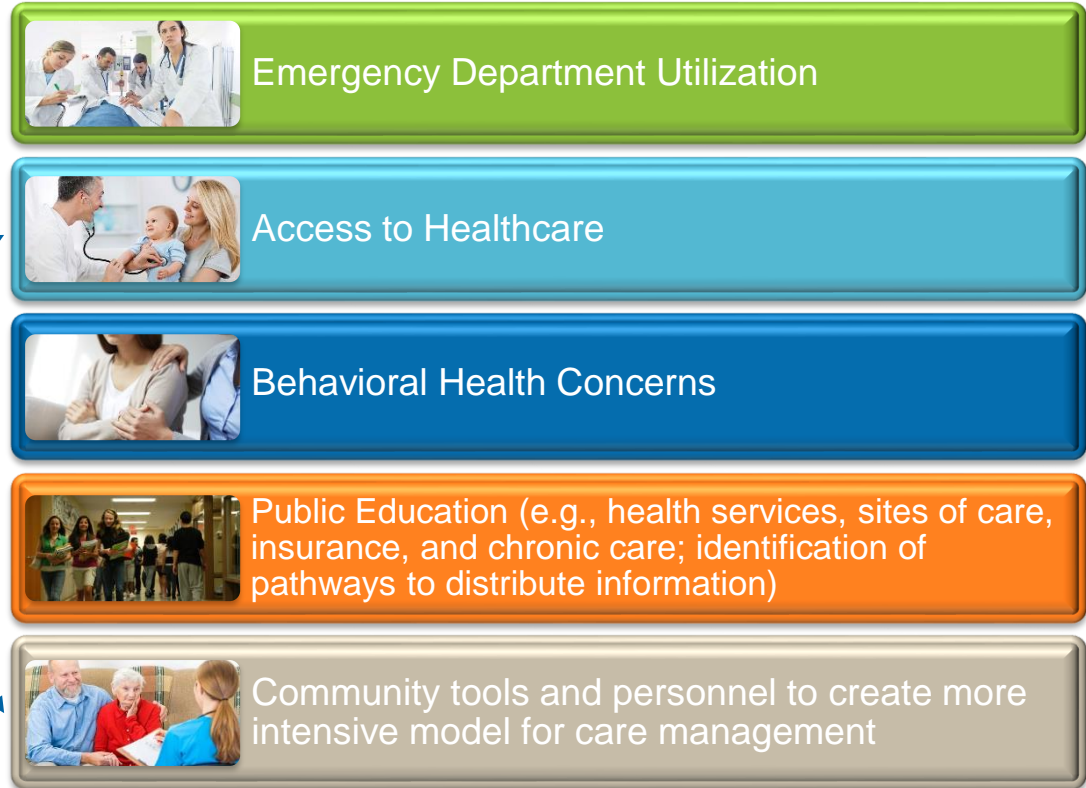 Emergency Department Utilization
Access to Healthcare
Behavioral Health Concerns
Public Education (e.g., health services, sites of care,
insurance, and chronic care; identification of
pathways to distribute information)
Community tools and personnel to create more
intensive model for care management